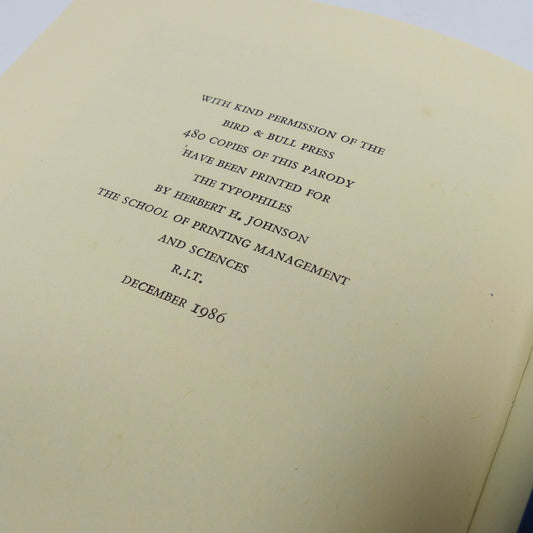 WITH KIND PERMISSION OF THE
BIRD & BULL PRESS
480 COPIES OF THIS PARODY
HAVE BEEN PRINTED FOR
THE TYPOPHILES
BY HERBERT H. JOHNSON
THE SCHOOL OF PRINTING MANAGEMENT
AND SCIENCES
R.I.T.
DECEMBER 1986